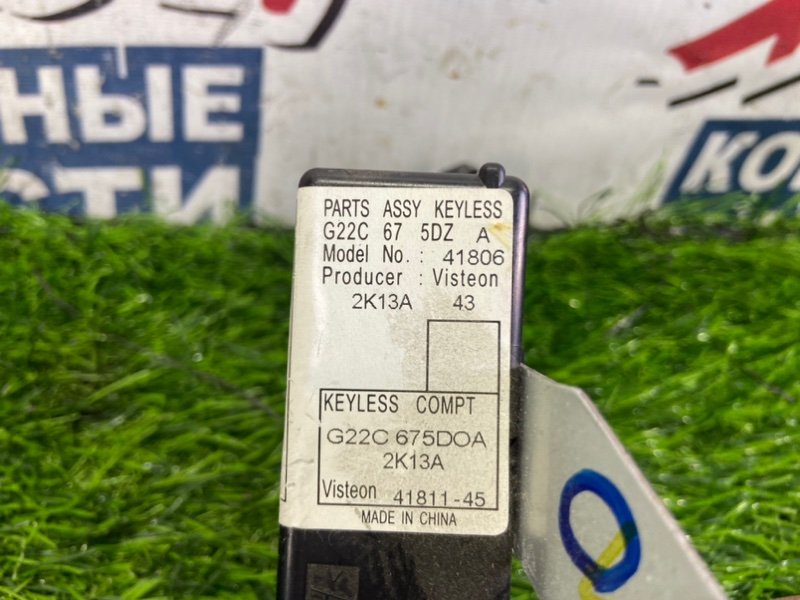 НЫЕ
СТИ
КО
PARTS ASSY KEYLESS
G22C 67 5DZ A
Model No. : 41806
Producer : Visteon
2K13A 43
KEYLESS COMPT
G22C 675D0A
2K13A
Visteon 41811-45
MADE IN CHINA